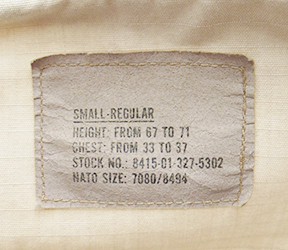 SMALL-REGULAR
HEIGHT: FROM 67 TO 71
CHEST: FROM 33 TO 37
STOCK NO.: 8415-01-327-5302
NATO SIZE: 7080/8494